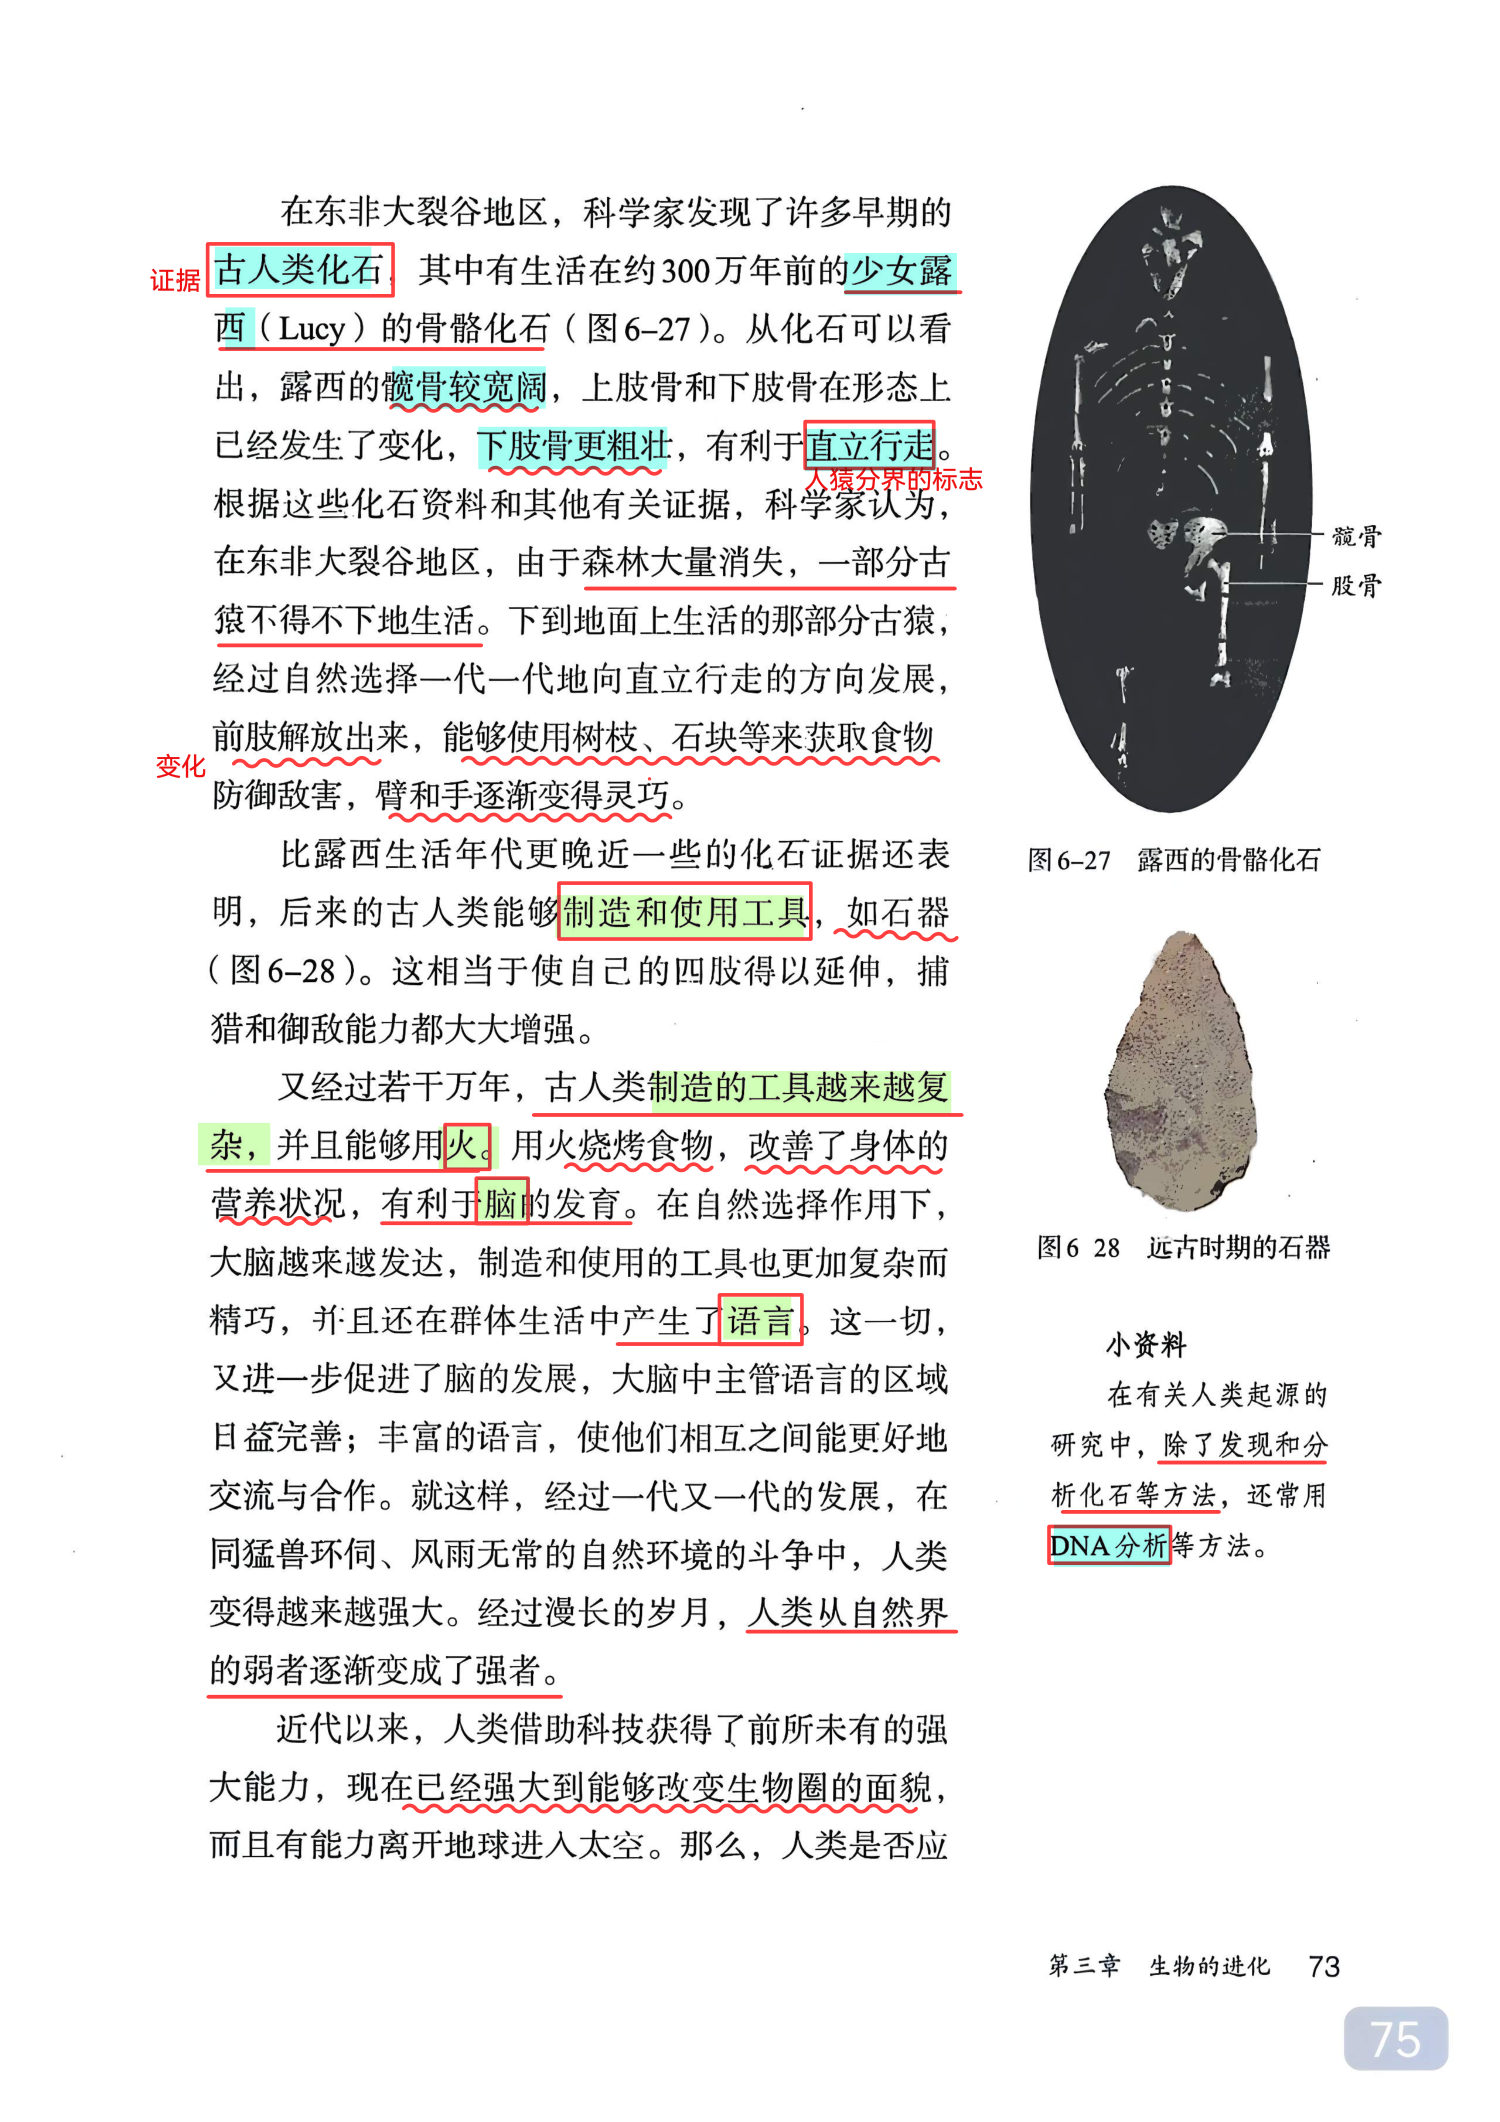 在东非大裂谷地区，科学家发现了许多早期的
证据
古人类化石，其中有生活在约300万年前的少女露
西（Lucy）的骨骼化石（图6-27）。从化石可以看
出，露西的髋骨较宽阔，上肢骨和下肢骨在形态上
已经发生了变化，下肢骨更粗壮，有利于直立行走。
人猿分界的标志
根据这些化石资料和其他有关证据，科学家认为，
在东非大裂谷地区，由于森林大量消失，一部分古
猿不得不下地生活。下到地面上生活的那部分古猿，
经过自然选择一代一代地向直立行走的方向发展，
前肢解放出来，能够使用树枝、石块等来获取食物
变化
防御敌害，臂和手逐渐变得灵巧。
比露西生活年代更晚近一些的化石证据还表
明，后来的古人类能够制造和使用工具，如石器
（图6-28）。这相当于使自己的四肢得以延伸，捕
猎和御敌能力都大大增强。
又经过若干万年，古人类制造的工具越来越复
杂，并且能够用火。用火烧烤食物，改善了身体的
营养状况，有利于脑的发育。在自然选择作用下，
大脑越来越发达，制造和使用的工具也更加复杂而
精巧，并且还在群体生活中产生了语言。这一切，
又进一步促进了脑的发展，大脑中主管语言的区域
日益完善；丰富的语言，使他们相互之间能更好地
交流与合作。就这样，经过一代又一代的发展，在
同猛兽环伺、风雨无常的自然环境的斗争中，人类
变得越来越强大。经过漫长的岁月，人类从自然界
的弱者逐渐变成了强者。
近代以来，人类借助科技获得了前所未有的强
大能力，现在已经强大到能够改变生物圈的面貌，
而且有能力离开地球进入太空。那么，人类是否应
髋骨
股骨
图6-27 露西的骨骼化石
图6 28 远古时期的石器
小资料
在有关人类起源的
研究中，除了发现和分
析化石等方法，还常用
DNA分析等方法。
第三章 生物的进化 73
75